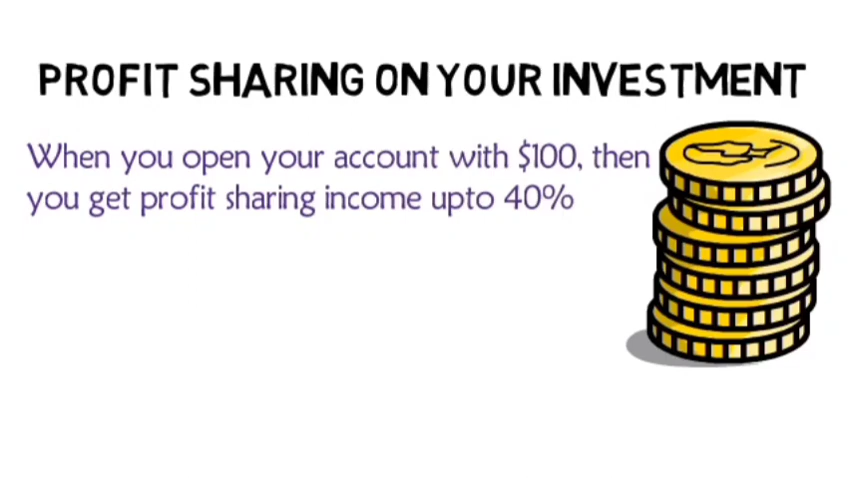 PROFIT SHARING ON YOUR INVESTMENT
When you open your account with $100, then
you get profit sharing income upto 40%